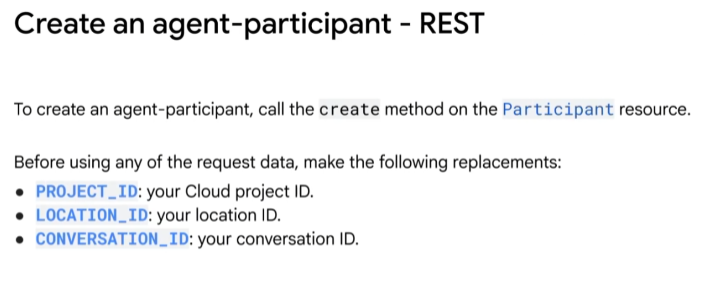 Create an agent-participant - REST
To create an agent-participant, call the create method on the Participant resource.
Before using any of the request data, make the following replacements:
• PROJECT_ID: your Cloud project ID.
• LOCATION_ID: your location ID.
• CONVERSATION_ID: your conversation ID.